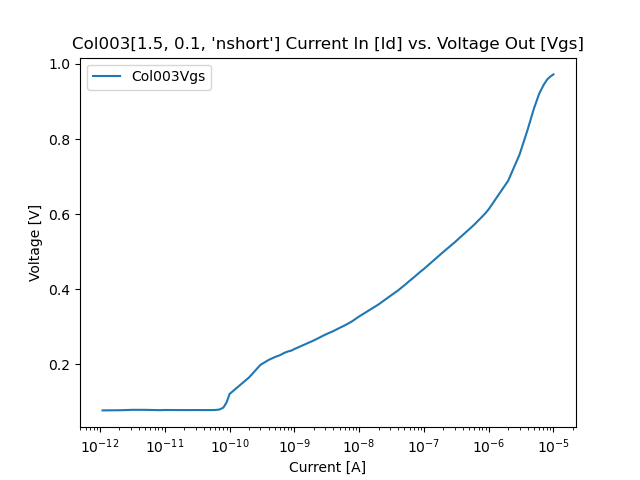 Col003[1.5, 0.1, 'nshort'] Current In [Id] vs. Voltage Out [Vgs]
Col003Vgs
1.0
0.8
0.6
0.4
0.2
Voltage [V]
10⁻¹² 10⁻¹¹ 10⁻¹⁰ 10⁻⁹ 10⁻⁸ 10⁻⁷ 10⁻⁶ 10⁻⁵
Current [A]